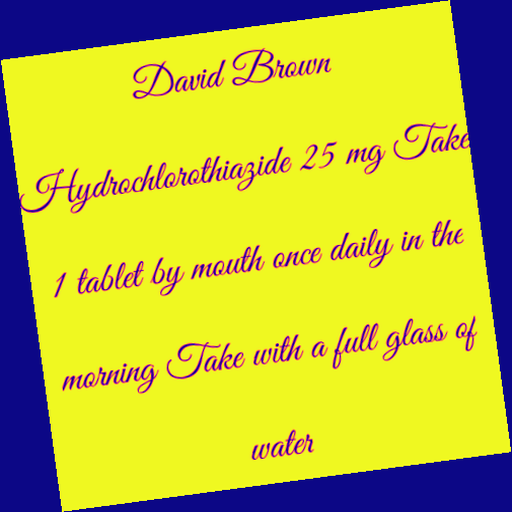 David Brown
Hydrochlorothiazide 25 mg Take
1 tablet by mouth once daily in the
morning Take with a full glass of
water